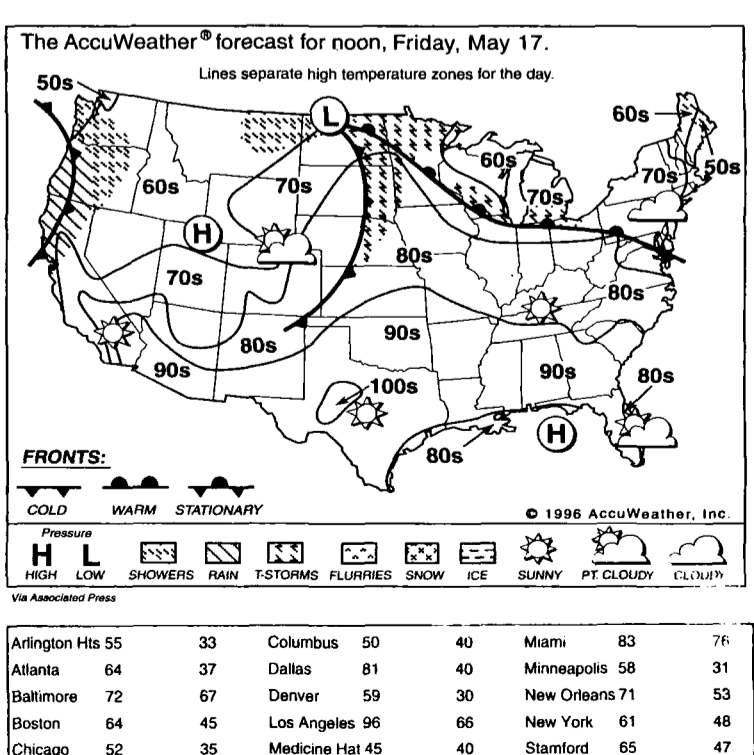 The AccuWeather® forecast for noon, Friday, May 17.
Lines separate high temperature zones for the day.
50s
60s
50s
60s
70s
60s
70s
70s
L
H
70s
80s
80s
80s
90s
90s
90s
100s
80s
80s
H
FRONTS:
COLD WARM STATIONARY
© 1996 AccuWeather, Inc.
Pressure
H L
HIGH LOW SHOWERS RAIN T-STORMS FLURRIES SNOW ICE SUNNY PT. CLOUDY CLOUDY
Via Associated Press
Arlington Hts 55 33 Columbus 50 40 Miami 83 76
Atlanta 64 37 Dallas 81 40 Minneapolis 58 31
Baltimore 72 67 Denver 59 30 New Orleans 71 53
Boston 64 45 Los Angeles 96 66 New York 61 48
Chicago 52 35 Medicine Hat 45 40 Stamford 65 47